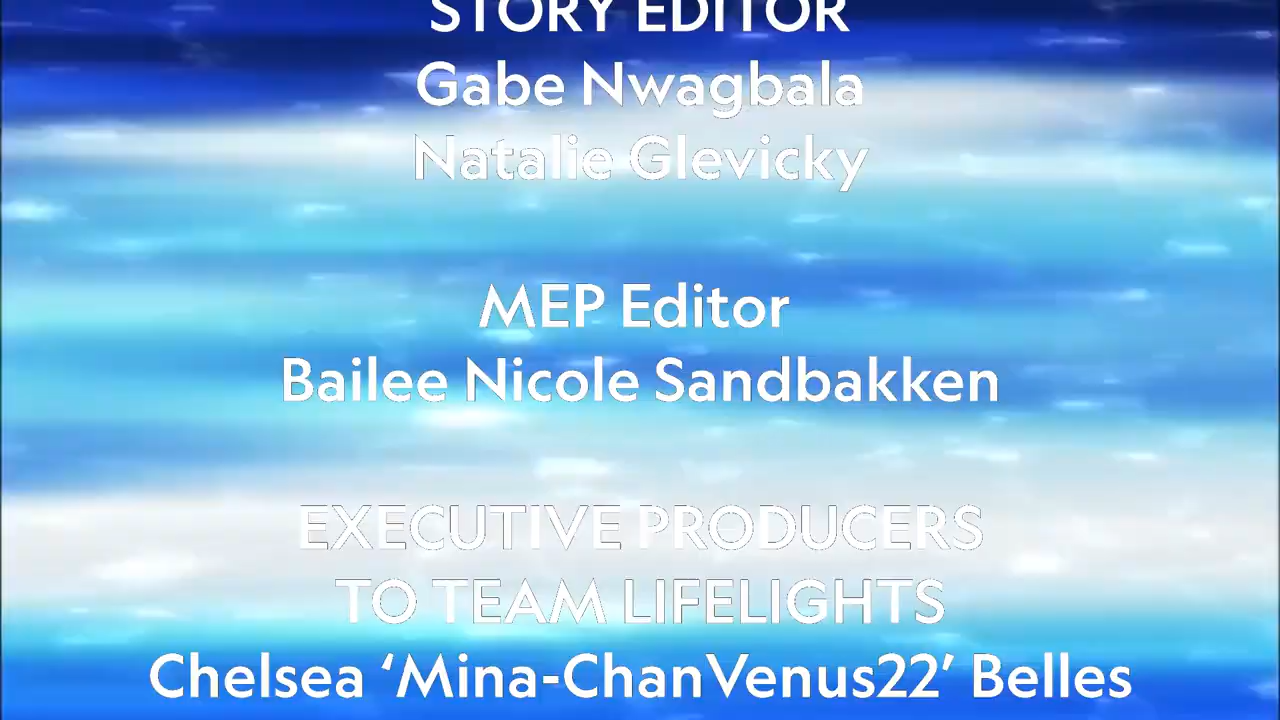 STORY EDITOR
Gabe Nwagbala
Natalie Glevicky
MEP Editor
Bailee Nicole Sandbakken
EXECUTIVE PRODUCERS
TO TEAM LIFELIGHTS
Chelsea ‘Mina-ChanVenus22’ Belles